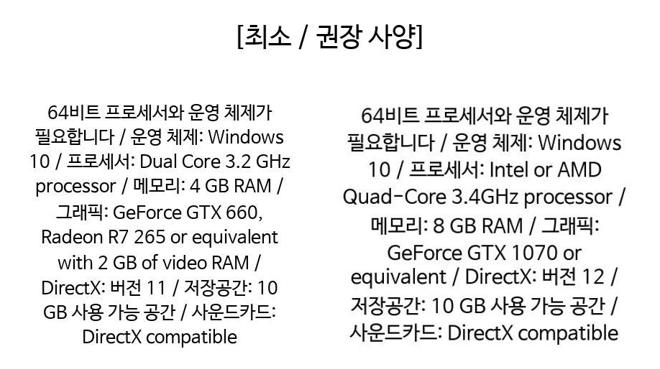 [최소 / 권장 사양]
64비트 프로세서와 운영 체제가
필요합니다 / 운영 체제: Windows
10 / 프로세서: Dual Core 3.2 GHz
processor / 메모리: 4 GB RAM /
그래픽: GeForce GTX 660,
Radeon R7 265 or equivalent
with 2 GB of video RAM /
DirectX: 버전 11 / 저장공간: 10
GB 사용 가능 공간 / 사운드카드:
DirectX compatible
64비트 프로세서와 운영 체제가
필요합니다 / 운영 체제: Windows
10 / 프로세서: Intel or AMD
Quad-Core 3.4GHz processor /
메모리: 8 GB RAM / 그래픽:
GeForce GTX 1070 or
equivalent / DirectX: 버전 12 /
저장공간: 10 GB 사용 가능 공간 /
사운드카드: DirectX compatible